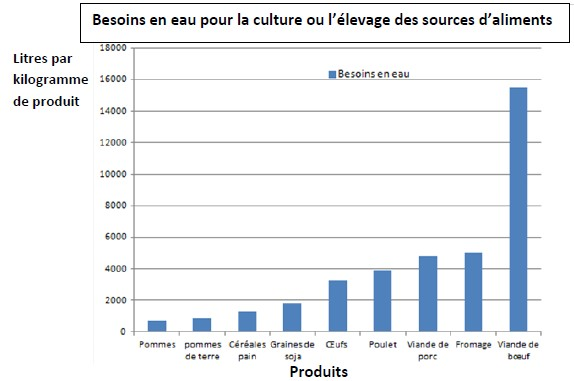 Besoins en eau pour la culture ou l’élevage des sources d’aliments
Litres par
kilogramme
de produit
18000
16000
14000
12000
10000
8000
6000
4000
2000
0
Besoins en eau
Pommes
pommes
de terre
Céréales
pain
Graines de
soja
Œufs
Poulet
Viande de
porc
Fromage
Viande de
bœuf
Produits